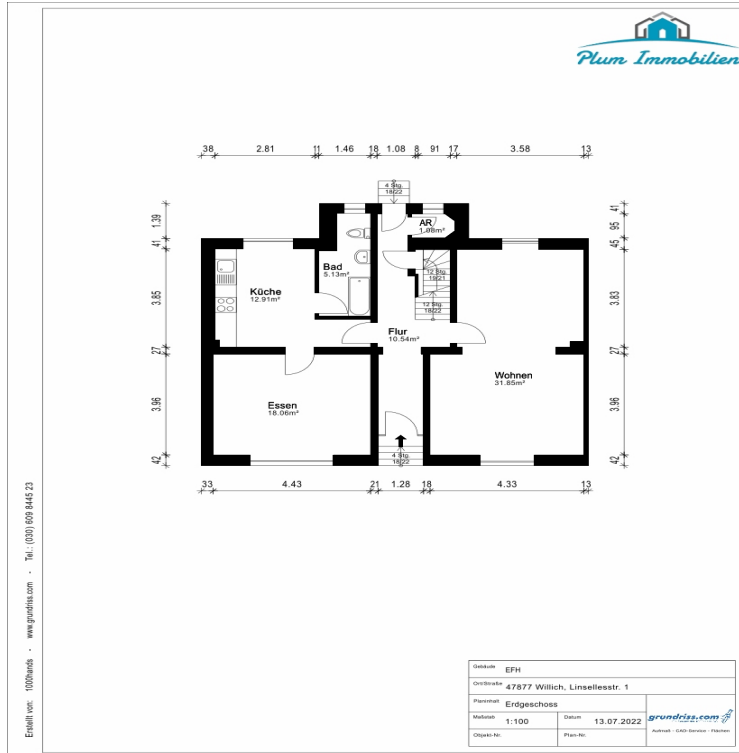 Plum Immobilien
38 2.81 11 1.46 18 1.08 8 91 17 3.58 13
4 Stg.
18/22
1.39
41
3.85
27
3.96
42
41
95
45
3.83
27
3.96
42
AR
1.98m²
Bad
5.13m²
12 Stg.
19/21
Küche
12.91m²
12 Stg.
18/22
Flur
10.54m²
Wohnen
31.85m²
Essen
18.06m²
4 Stg.
18/22
33 4.43 21 1.28 18 4.33 13
Erstellt von: 1000hands - www.grundriss.com - Tel.: (030) 609 8445 23
Gebäude EFH
Ort/Straße 47877 Willich, Linsellesstr. 1
Planinhalt Erdgeschoss
Maßstab 1:100 Datum 13.07.2022
Objekt-Nr. Plan-Nr.
grundriss.com
Aufmaß - CAD-Service - Flächen